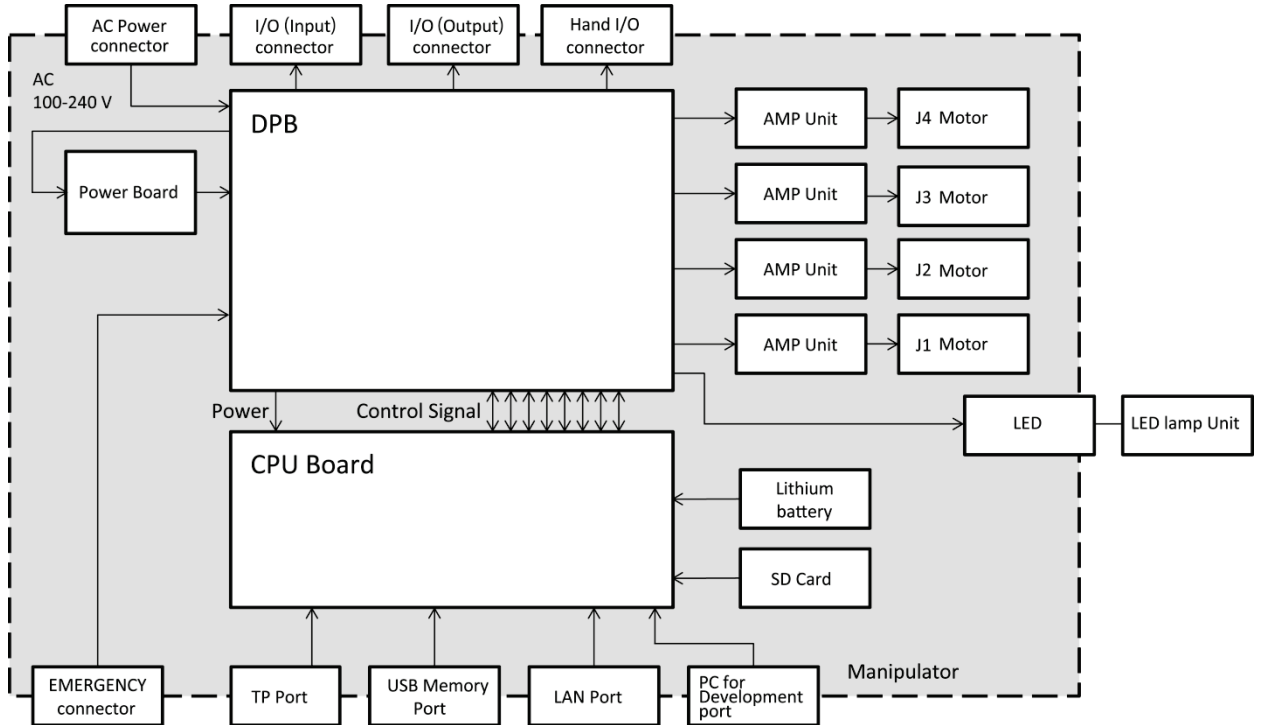 AC Power
connector
I/O (Input)
connector
I/O (Output)
connector
Hand I/O
connector
AC
100-240 V
DPB
Power Board
AMP Unit
J4 Motor
AMP Unit
J3 Motor
AMP Unit
J2 Motor
AMP Unit
J1 Motor
Power
Control Signal
LED
LED lamp Unit
CPU Board
Lithium
battery
SD Card
Manipulator
EMERGENCY
connector
TP Port
USB Memory
Port
LAN Port
PC for
Development
port